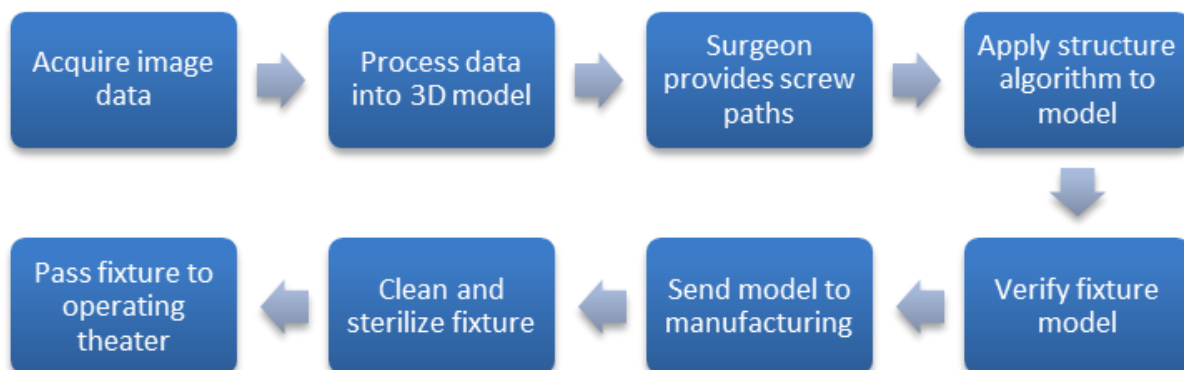 Acquire image
data
Process data
into 3D model
Surgeon
provides screw
paths
Apply structure
algorithm to
model
Verify fixture
model
Send model to
manufacturing
Clean and
sterilize fixture
Pass fixture to
operating
theater